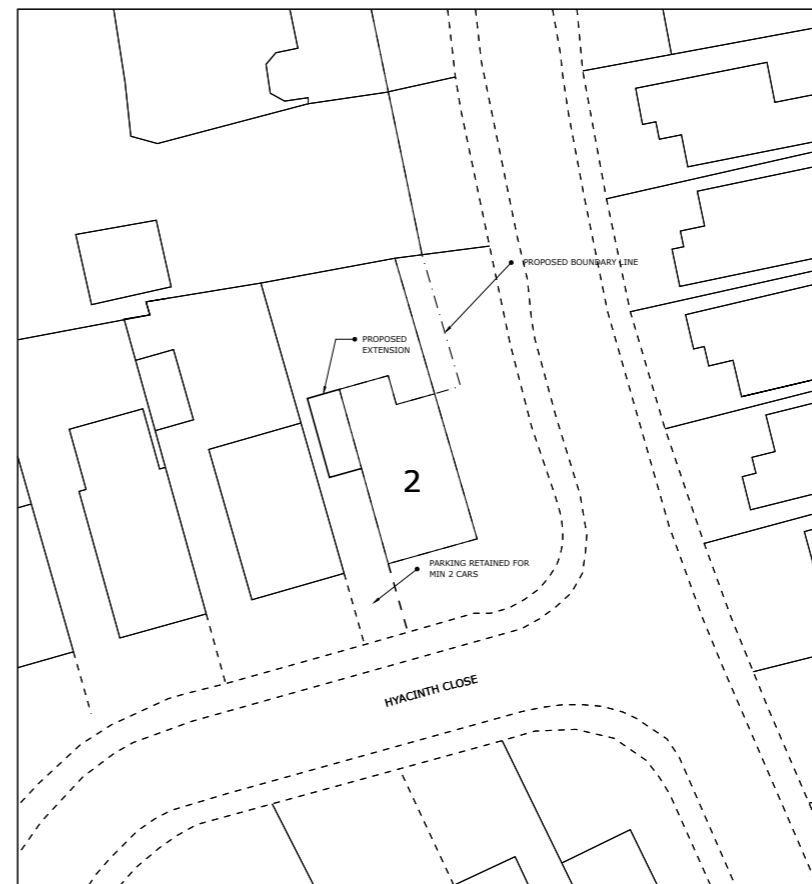 PROPOSED BOUNDARY LINE
PROPOSED
EXTENSION
2
PARKING RETAINED FOR
MIN 2 CARS
HYACINTH CLOSE